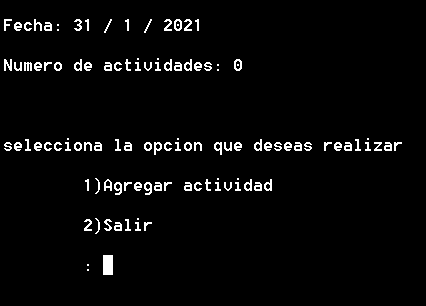 Fecha: 31 / 1 / 2021
Numero de actividades: 0
selecciona la opcion que deseas realizar
1)Agregar actividad
2)Salir
: